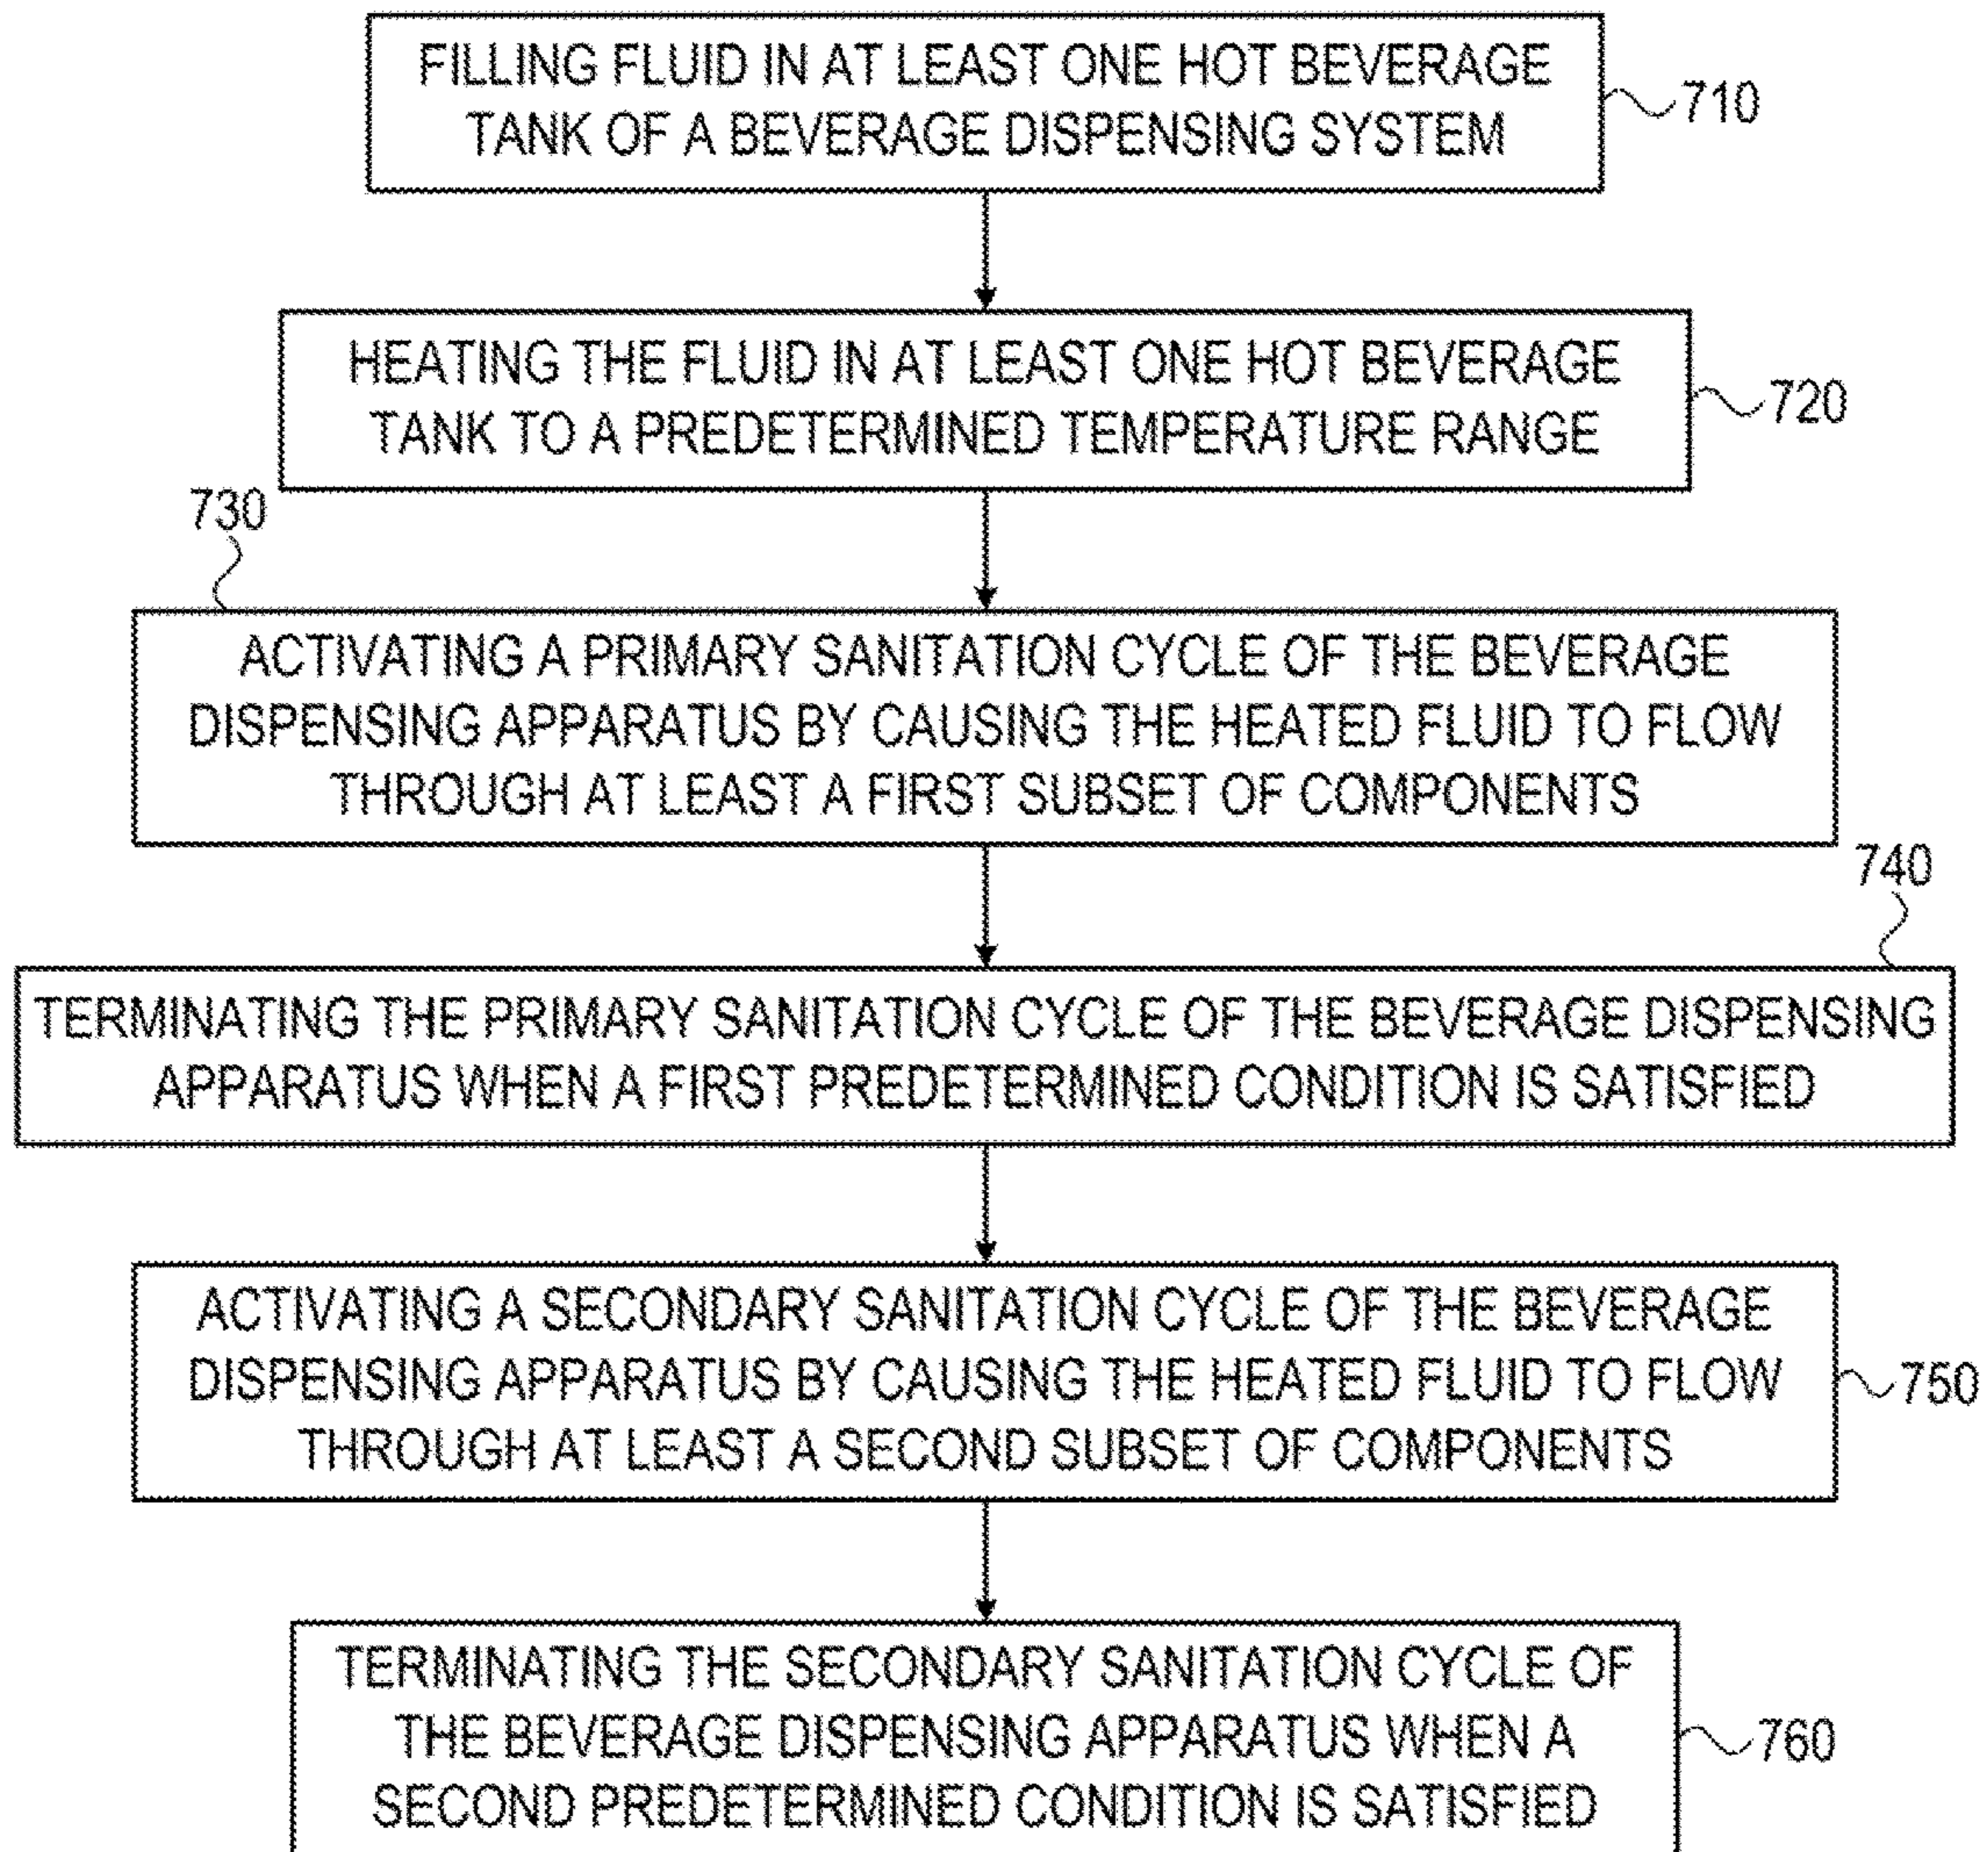 FILLING FLUID IN AT LEAST ONE HOT BEVERAGE
TANK OF A BEVERAGE DISPENSING SYSTEM
710
HEATING THE FLUID IN AT LEAST ONE HOT BEVERAGE
TANK TO A PREDETERMINED TEMPERATURE RANGE
720
730
ACTIVATING A PRIMARY SANITATION CYCLE OF THE BEVERAGE
DISPENSING APPARATUS BY CAUSING THE HEATED FLUID TO FLOW
THROUGH AT LEAST A FIRST SUBSET OF COMPONENTS
740
TERMINATING THE PRIMARY SANITATION CYCLE OF THE BEVERAGE DISPENSING
APPARATUS WHEN A FIRST PREDETERMINED CONDITION IS SATISFIED
ACTIVATING A SECONDARY SANITATION CYCLE OF THE BEVERAGE
DISPENSING APPARATUS BY CAUSING THE HEATED FLUID TO FLOW
THROUGH AT LEAST A SECOND SUBSET OF COMPONENTS
750
TERMINATING THE SECONDARY SANITATION CYCLE OF
THE BEVERAGE DISPENSING APPARATUS WHEN A
SECOND PREDETERMINED CONDITION IS SATISFIED
760